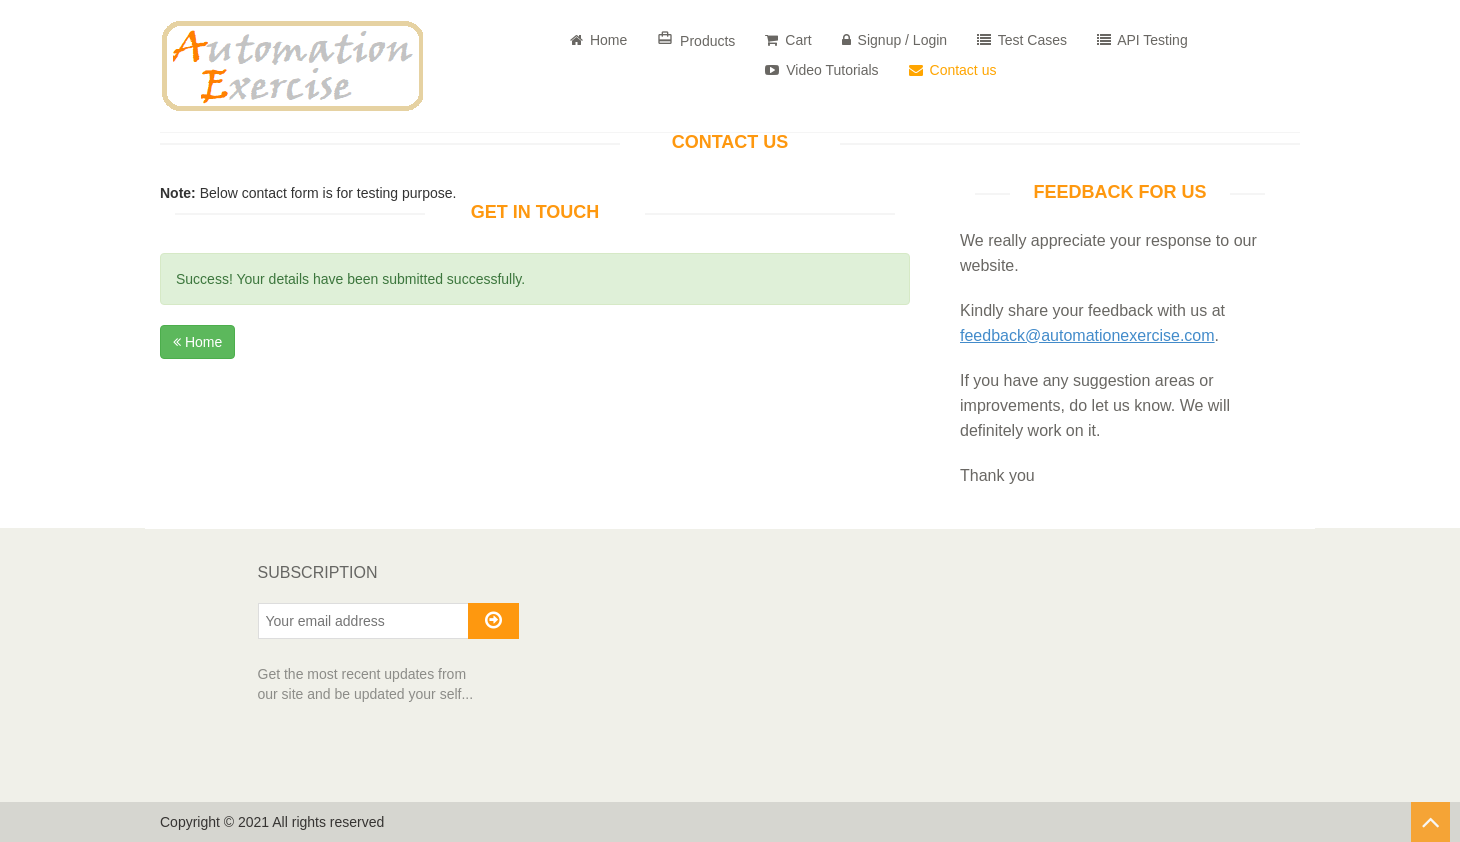 Automation
Exercise
Home
Products
Cart
Signup / Login
Test Cases
API Testing
Video Tutorials
Contact us
CONTACT US
Note: Below contact form is for testing purpose.
GET IN TOUCH
Success! Your details have been submitted successfully.
Home
FEEDBACK FOR US
We really appreciate your response to our
website.
Kindly share your feedback with us at
feedback@automationexercise.com.
If you have any suggestion areas or
improvements, do let us know. We will
definitely work on it.
Thank you
SUBSCRIPTION
Your email address
Get the most recent updates from
our site and be updated your self...
Copyright © 2021 All rights reserved